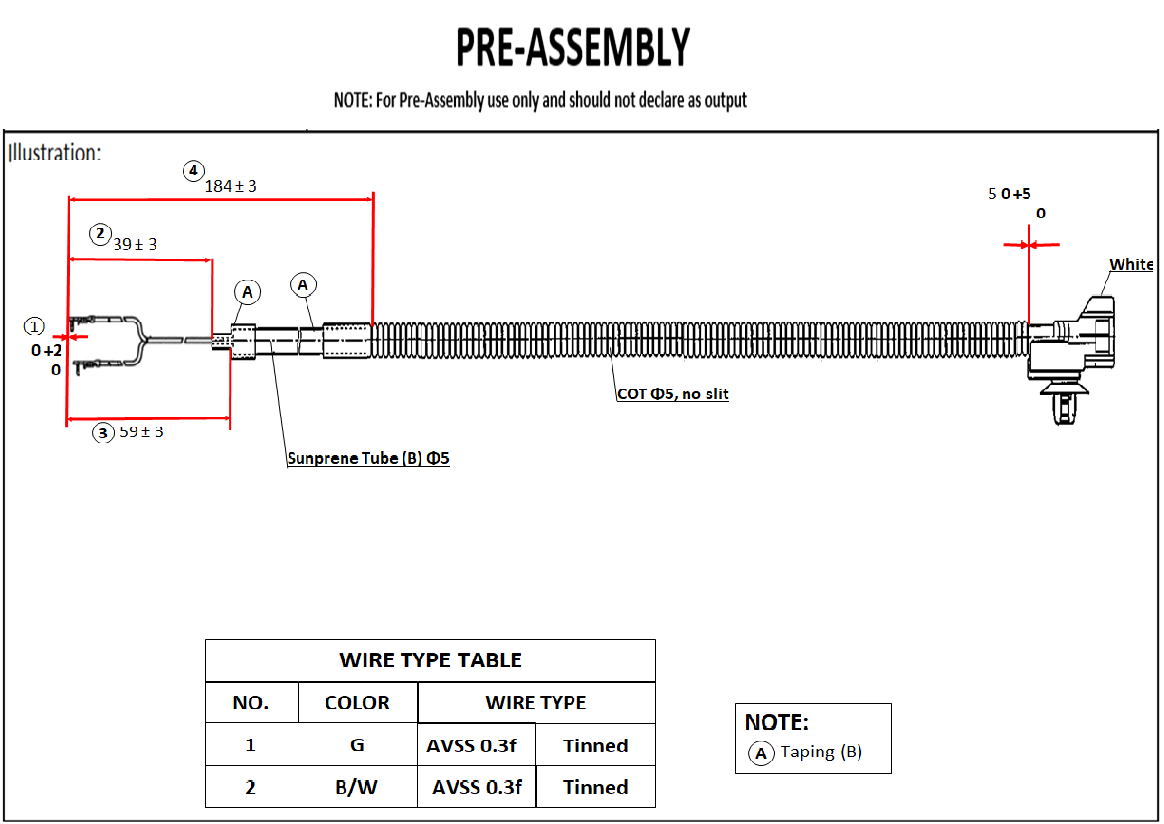 PRE-ASSEMBLY
NOTE: For Pre-Assembly use only and should not declare as output
Illustration:
4
184 ± 3
5 0 +5
0
2
39 ± 3
White
A
A
1
0 +2
0
COT Φ5, no slit
3 59 ± 3
Sunprene Tube (B) Φ5
WIRE TYPE TABLE
NO. COLOR WIRE TYPE
1 G AVSS 0.3f Tinned
2 B/W AVSS 0.3f Tinned
NOTE:
A Taping (B)